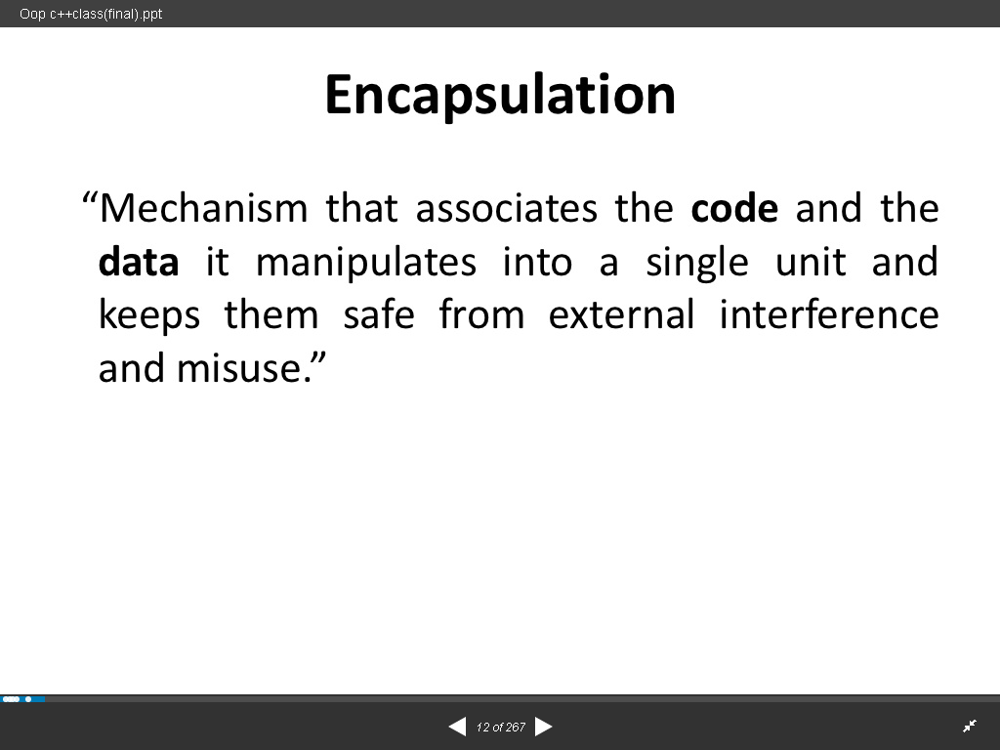 Oop c++class(final).ppt
Encapsulation
“Mechanism that associates the code and the
data it manipulates into a single unit and
keeps them safe from external interference
and misuse.”
12 of 267